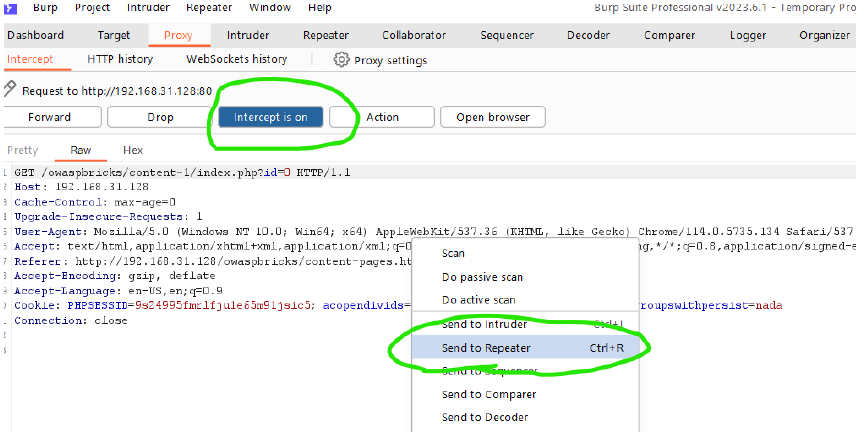 Burp Project Intruder Repeater Window Help Burp Suite Professional v2023.6.1 - Temporary Pro
Dashboard Target Proxy Intruder Repeater Collaborator Sequencer Decoder Comparer Logger Organizer
Intercept HTTP history WebSockets history Proxy settings
Request to http://192.168.31.128:80
Forward Drop Intercept is on Action Open browser
Pretty Raw Hex
GET /owaspbricks/content-1/index.php?id=0 HTTP/1.1
Host: 192.168.31.128
Cache-Control: max-age=0
Upgrade-Insecure-Requests: 1
User-Agent: Mozilla/5.0 (Windows NT 10.0; Win64; x64) AppleWebKit/537.36 (KHTML, like Gecko) Chrome/114.0.5735.134 Safari/537
Accept: text/html,application/xhtml+xml,application/xml;q=0 ng,*/*;q=0.8,application/signed-e
Referer: http://192.168.31.128/owaspbricks/content-pages.ht
Accept-Encoding: gzip, deflate
Accept-Language: en-US,en;q=0.9
Cookie: PHPSESSID=9s24995fmrlfju1e65m91jsic5; acopendivids= roupswithpersist=nada
Connection: close
Scan
Do passive scan
Do active scan
Send to Intruder Ctrl+I
Send to Repeater Ctrl+R
Send to Sequencer
Send to Comparer
Send to Decoder